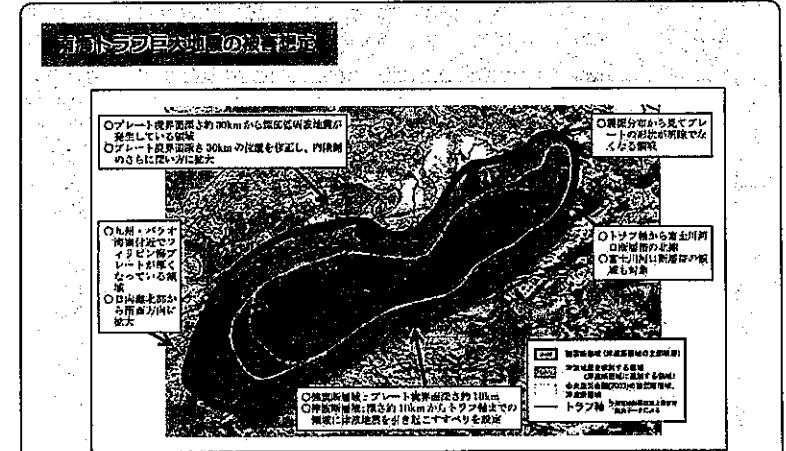 南海トラフ巨大地震の被害想定
○プレート境界面深さ約30kmから深部低周波地震が
発生している領域
○プレート境界面深さ30kmの位置を修正し、内陸側
のさらに深い方に拡大
○震源分布から見てプレ
ートの形状が明瞭でな
くなる領域
○九州・パラオ
海嶺付近でフ
ィリピン海プ
レートが厚く
なっている領
域
○日向灘北部か
ら南西方向に
拡大
○トラフ軸から富士川河
口断層帯の北端
○富士川河口断層帯の領
域も対象
○強震断層域:プレート境界面深さ約10km
○津波断層域:深さ約10kmからトラフ軸までの
領域に津波地震を引き起こすすべりを設定
トラフ軸